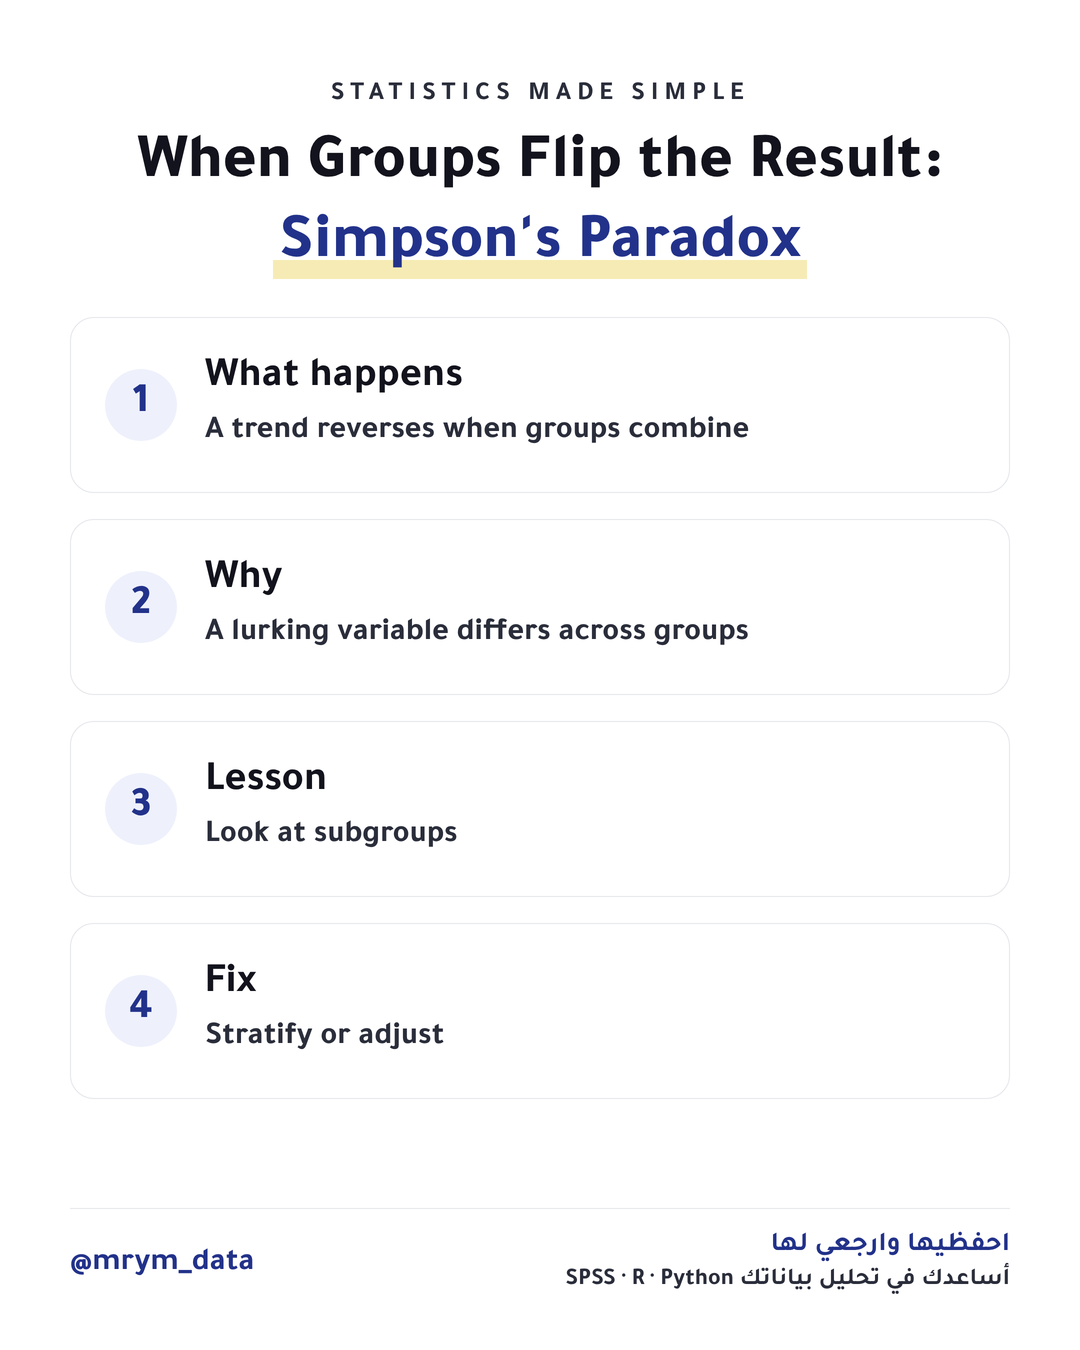 STATISTICS MADE SIMPLE
When Groups Flip the Result:
Simpson's Paradox
1
What happens
A trend reverses when groups combine
2
Why
A lurking variable differs across groups
3
Lesson
Look at subgroups
4
Fix
Stratify or adjust
@mrym_data
احفظيها وارجعي لها
أساعدك في تحليل بياناتك SPSS · R · Python